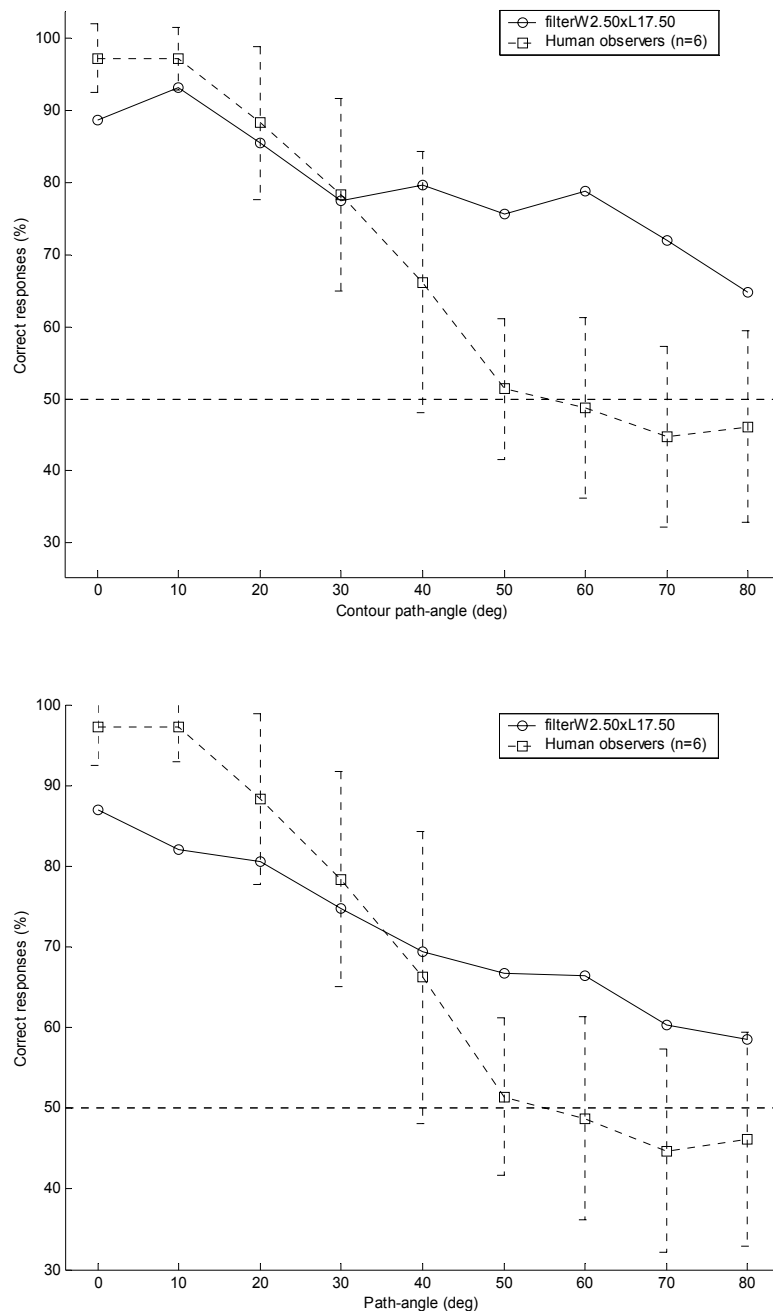 filterW2.50xL17.50
Human observers (n=6)
100
90
80
70
60
50
40
30
Correct responses (%)
0 10 20 30 40 50 60 70 80
Contour path-angle (deg)
filterW2.50xL17.50
Human observers (n=6)
100
90
80
70
60
50
40
30
Correct responses (%)
0 10 20 30 40 50 60 70 80
Path-angle (deg)